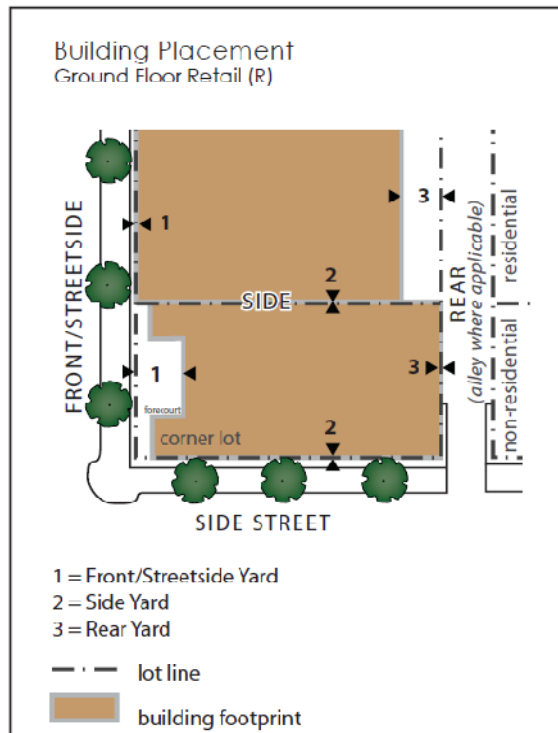 Building Placement
Ground Floor Retail (R)
1
3
2
SIDE
FRONT/STREETSIDE
REAR
(alley where applicable)
residential
non-residential
1
forecourt
3
corner lot
2
SIDE STREET
1 = Front/Streetside Yard
2 = Side Yard
3 = Rear Yard
lot line
building footprint